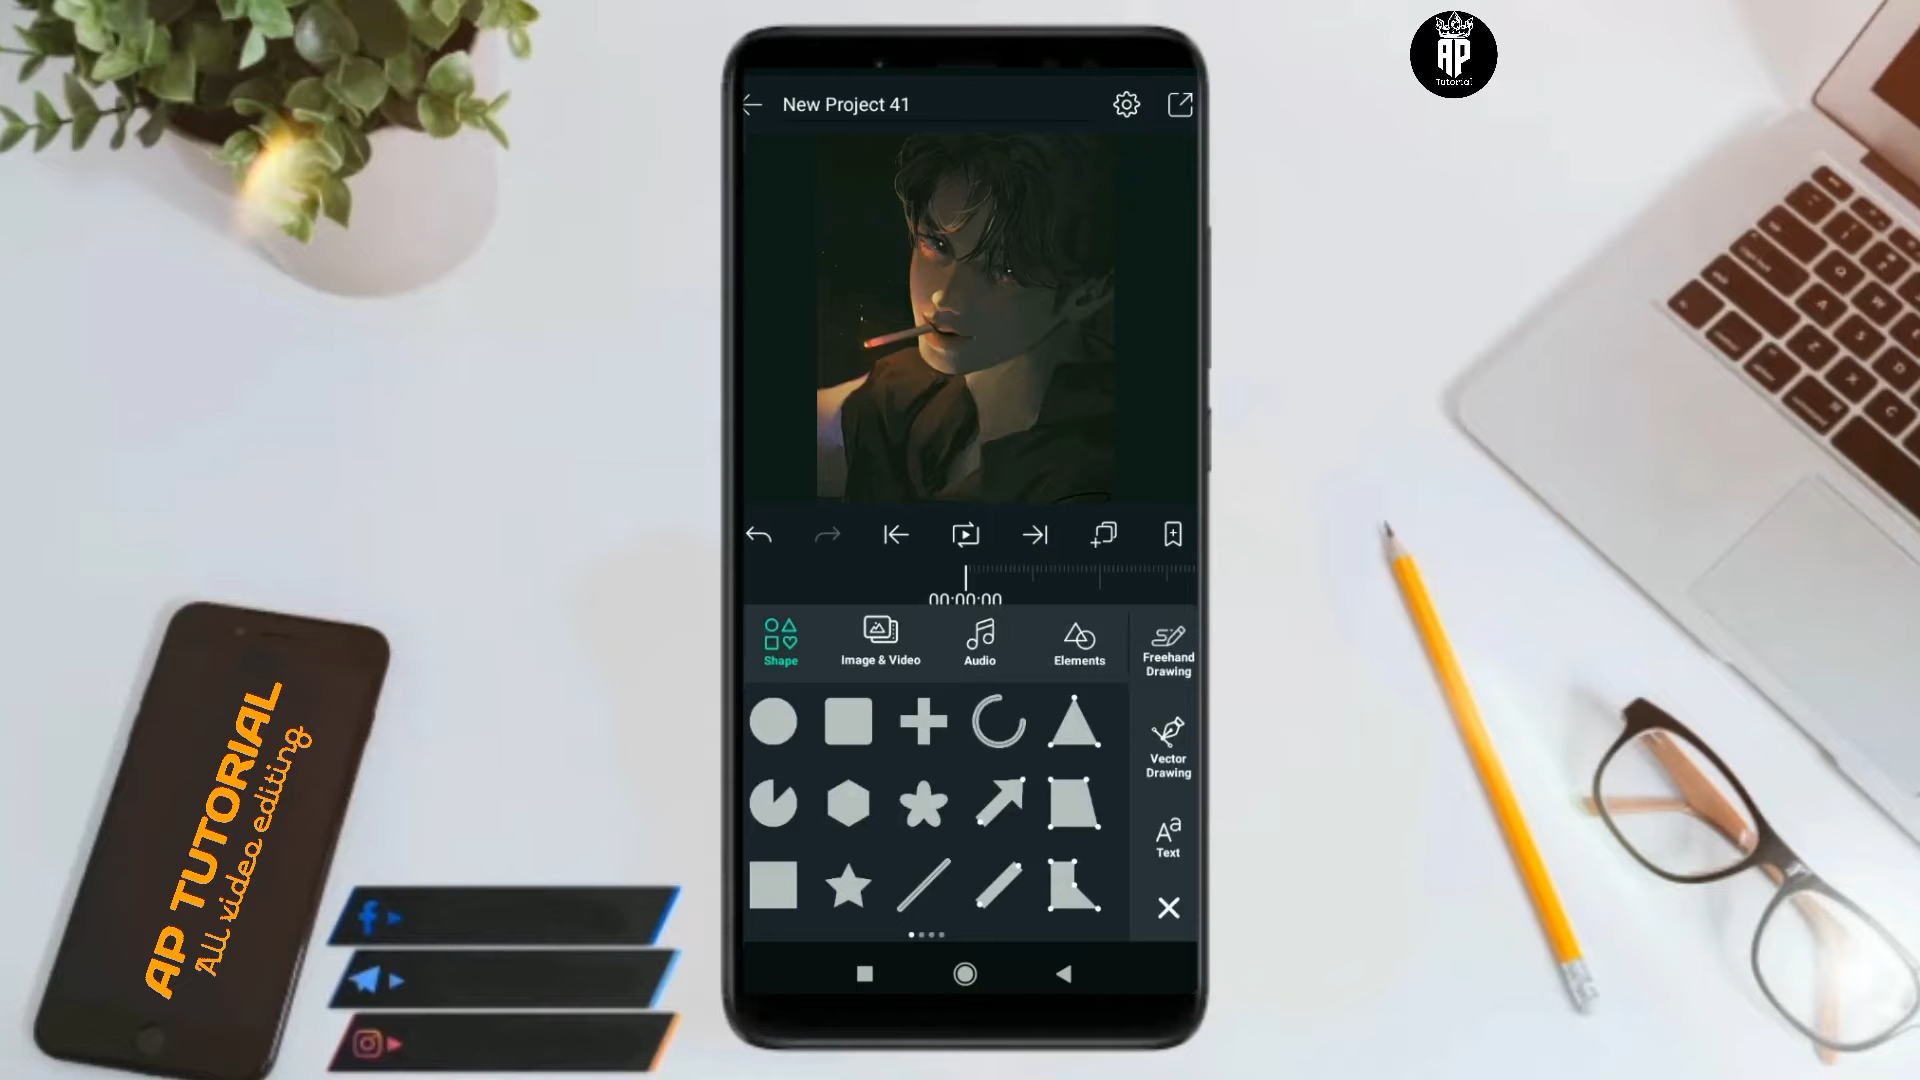 AP
Tutorial
New Project 41
00:00:00
Shape
Image & Video
Audio
Elements
Freehand
Drawing
Vector
Drawing
Aa
Text
AP TUTORIAL
All video editing